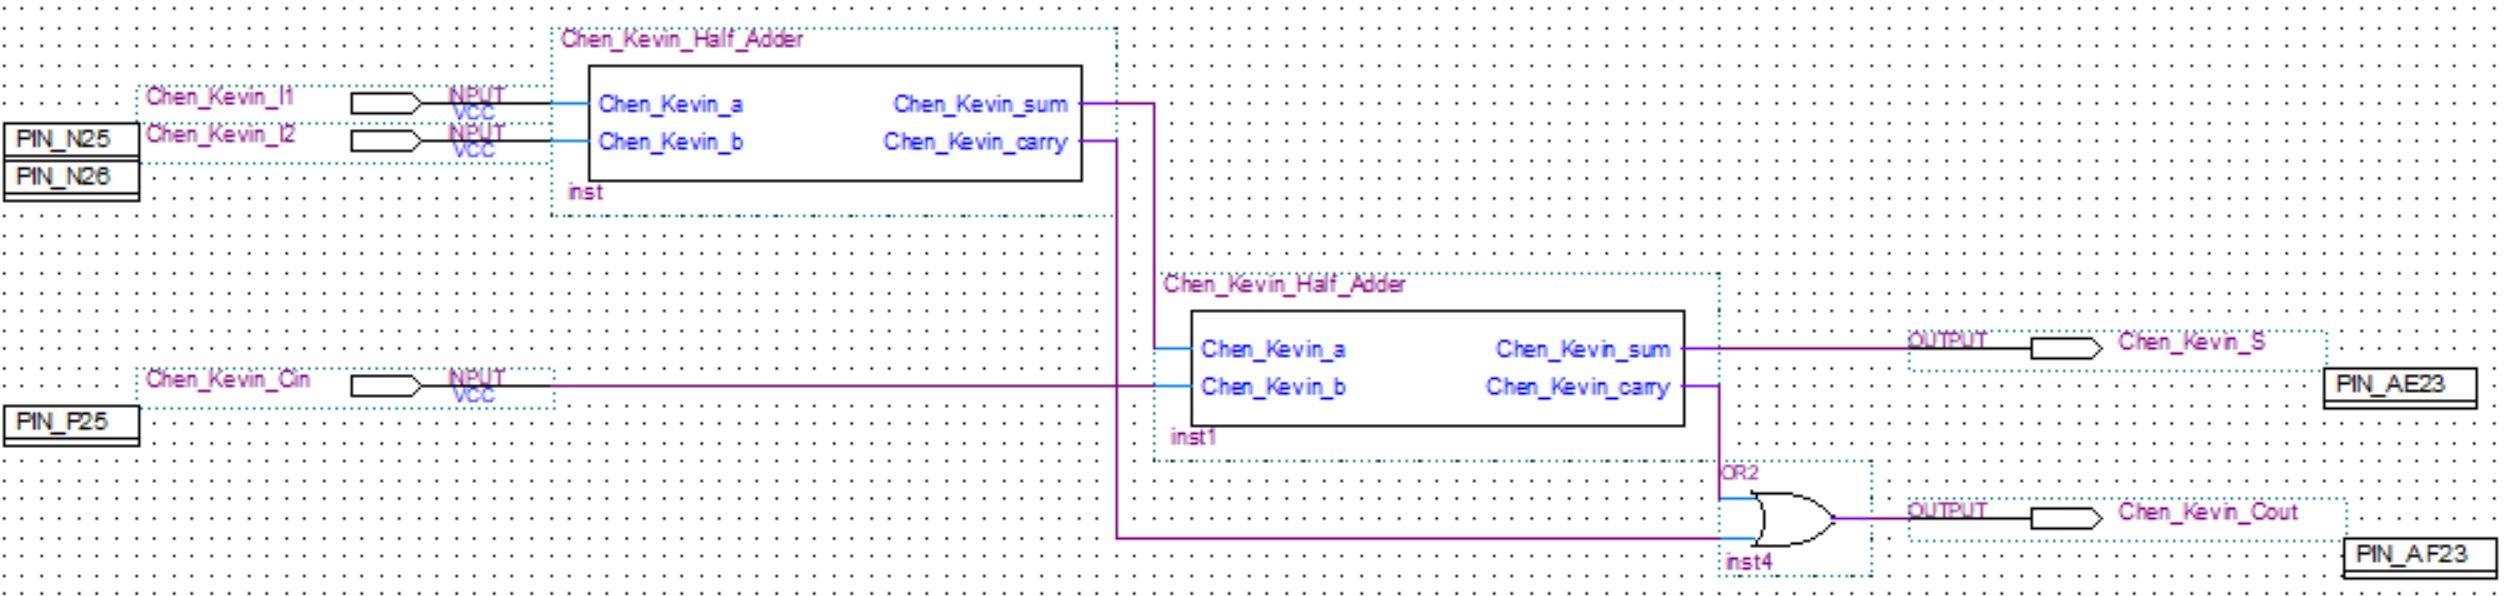 Chen_Kevin_Half_Adder
Chen_Kevin_I1
INPUT
VCC
Chen_Kevin_a
Chen_Kevin_sum
PIN_N25
Chen_Kevin_I2
INPUT
VCC
Chen_Kevin_b
Chen_Kevin_carry
PIN_N26
inst
Chen_Kevin_Half_Adder
Chen_Kevin_a
Chen_Kevin_sum
OUTPUT
Chen_Kevin_S
Chen_Kevin_Cin
INPUT
VCC
Chen_Kevin_b
Chen_Kevin_carry
PIN_AE23
PIN_P25
inst1
OR2
OUTPUT
Chen_Kevin_Cout
inst4
PIN_AF23